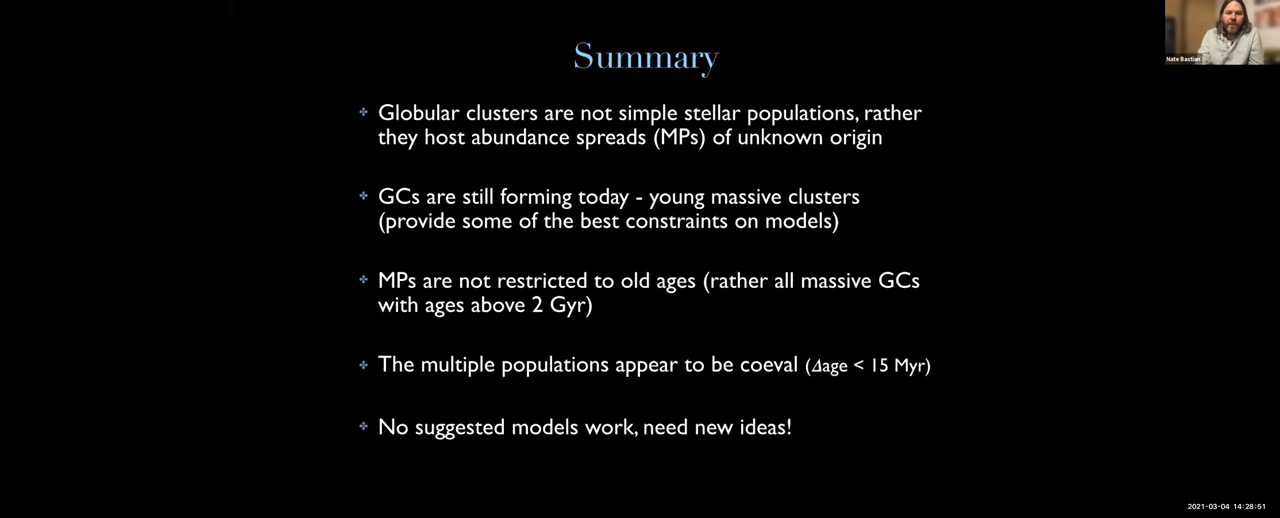 Summary
Globular clusters are not simple stellar populations, rather
they host abundance spreads (MPs) of unknown origin
GCs are still forming today - young massive clusters
(provide some of the best constraints on models)
MPs are not restricted to old ages (rather all massive GCs
with ages above 2 Gyr)
The multiple populations appear to be coeval (Δage < 15 Myr)
No suggested models work, need new ideas!
Nate Bastian
2021-03-04 14:28:51